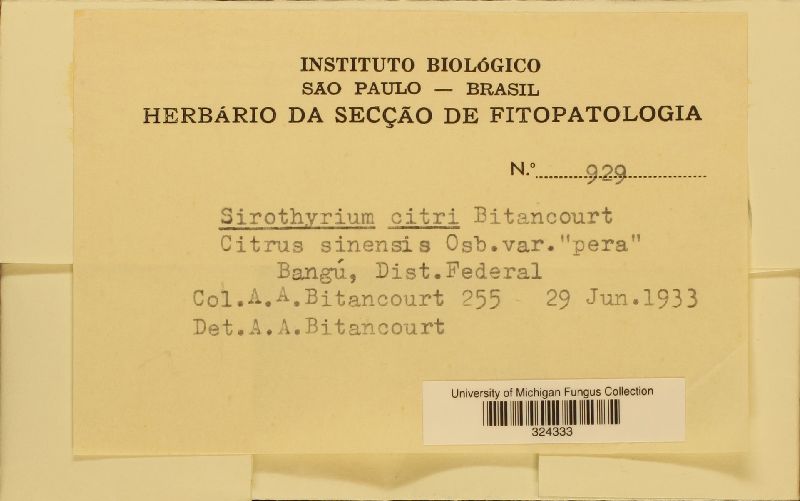 INSTITUTO BIOLóGICO
SÃO PAULO — BRASIL
HERBÁRIO DA SECÇÃO DE FITOPATOLOGIA
N.º 929
Sirothyrium citri Bitancourt
Citrus sinensis Osb.var."pera"
Bangú, Dist.Federal
Col.A.A.Bitancourt 255 29 Jun.1933
Det.A.A.Bitancourt
University of Michigan Fungus Collection
324333